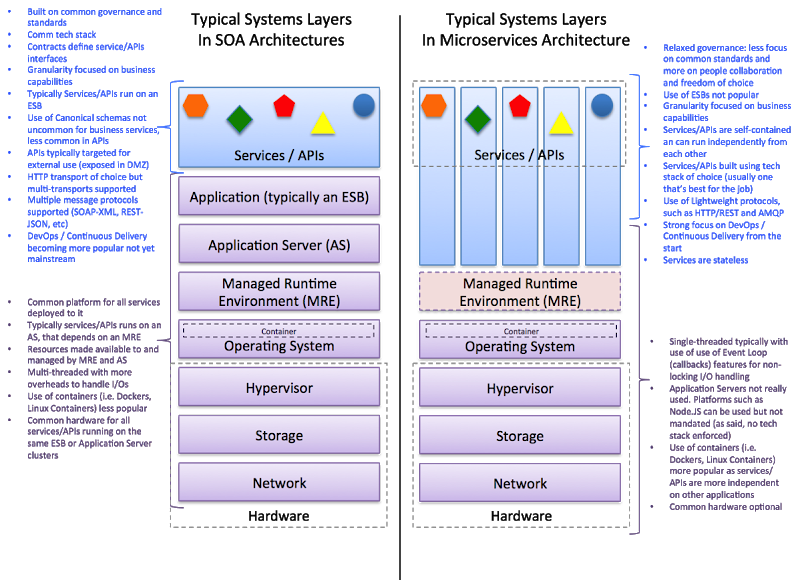 Typical Systems Layers
In SOA Architectures
Built on common governance and
standards
Comm tech stack
Contracts define service/APIs
interfaces
Granularity focused on business
capabilities
Typically Services/APIs run on an
ESB
Use of Canonical schemas not
uncommon for business services,
less common in APIs
APIs typically targeted for
external use (exposed in DMZ)
HTTP transport of choice but
multi-transports supported
Multiple message protocols
supported (SOAP-XML, REST-
JSON, etc)
DevOps / Continuous Delivery
becoming more popular not yet
mainstream
Common platform for all services
deployed to it
Typically services/APIs runs on an
AS, that depends on an MRE
Resources made available to and
managed by MRE and AS
Multi-threaded with more
overheads to handle I/Os
Use of containers (i.e. Dockers,
Linux Containers) less popular
Common hardware for all
services/APIs running on the
same ESB or Application Server
clusters
Services / APIs
Application (typically an ESB)
Application Server (AS)
Managed Runtime
Environment (MRE)
Container
Operating System
Hypervisor
Storage
Network
Hardware
Typical Systems Layers
In Microservices Architecture
Services / APIs
Managed Runtime
Environment (MRE)
Container
Operating System
Hypervisor
Storage
Network
Hardware
Relaxed governance: less focus
on common standards and
more on people collaboration
and freedom of choice
Use of ESBs not popular
Granularity focused on business
capabilities
Services/APIs are self-contained
an can run independently from
each other
Services/APIs built using tech
stack of choice (usually one
that's best for the job)
Use of Lightweight protocols,
such as HTTP/REST and AMQP
Strong focus on DevOps /
Continuous Delivery from the
start
Services are stateless
Single-threaded typically with
use of use of Event Loop
(callbacks) features for non-
locking I/O handling
Application Servers not really
used. Platforms such as
Node.JS can be used but not
mandated (as said, no tech
stack enforced)
Use of containers (i.e.
Dockers, Linux Containers)
more popular as services/
APIs are more independent
on other applications
Common hardware optional